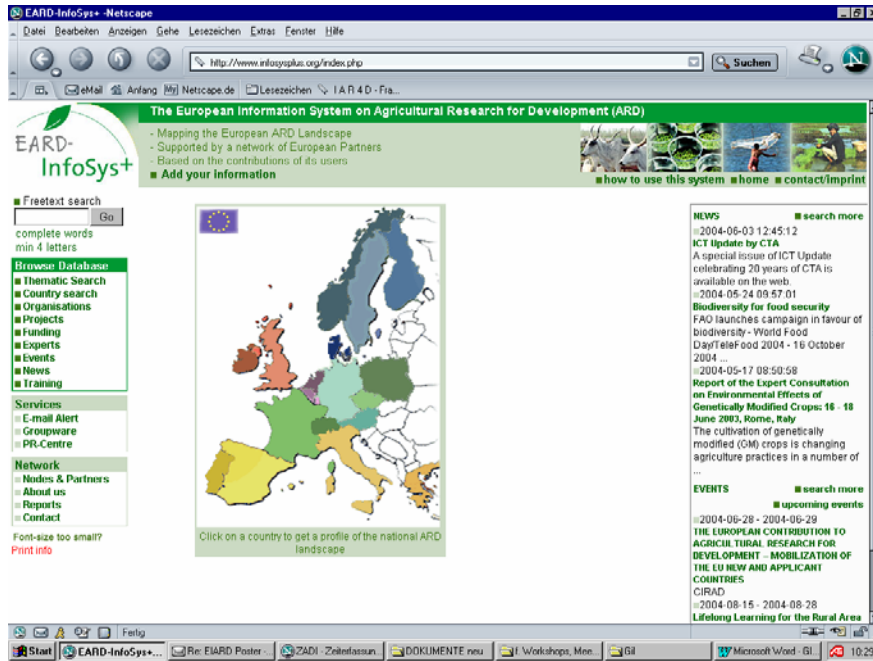 EARD-InfoSys+ -Netscape
Datei Bearbeiten Anzeigen Gehe Lesezeichen Extras Fenster Hilfe
http://www.infosysplus.org/index.php
Suchen
N
eMail Anfang My Netscape.de Lesezeichen I A R 4 D - Fra...
EARD-
InfoSys+
The European Information System on Agricultural Research for Development (ARD)
- Mapping the European ARD Landscape
- Supported by a network of European Partners
- Based on the contributions of its users
Add your information
how to use this system home contact/imprint
Freetext search
Go
complete words
min 4 letters
Browse Database
Thematic Search
Country search
Organisations
Projects
Funding
Experts
Events
News
Training
Services
E-mail Alert
Groupware
PR-Centre
Network
Nodes & Partners
About us
Reports
Contact
Font-size too small?
Print info
Click on a country to get a profile of the national ARD
landscape
NEWS search more
2004-06-03 12:45:12
ICT Update by CTA
A special issue of ICT Update
celebrating 20 years of CTA is
available on the web.
2004-05-24 09:57:01
Biodiversity for food security
FAO launches campaign in favour of
biodiversity - World Food
Day/TeleFood 2004 - 16 October
2004 ...
2004-05-17 08:50:58
Report of the Expert Consultation
on Environmental Effects of
Genetically Modified Crops: 16 - 18
June 2003, Rome, Italy
The cultivation of genetically
modified (GM) crops is changing
agriculture practices in a number of
...
EVENTS search more
upcoming events
2004-06-28 - 2004-06-29
THE EUROPEAN CONTRIBUTION TO
AGRICULTURAL RESEARCH FOR
DEVELOPMENT – MOBILIZATION OF
THE EU NEW AND APPLICANT
COUNTRIES
CIRAD
2004-08-15 - 2004-08-28
Lifelong Learning for the Rural Area
Fertig
Start EARD-InfoSys+... Re: EIARD Poster -... ZADI - Zeiterfassun... DOKUMENTE neu f. Workshops, Mee... Gil Microsoft Word - Gl... 10:29